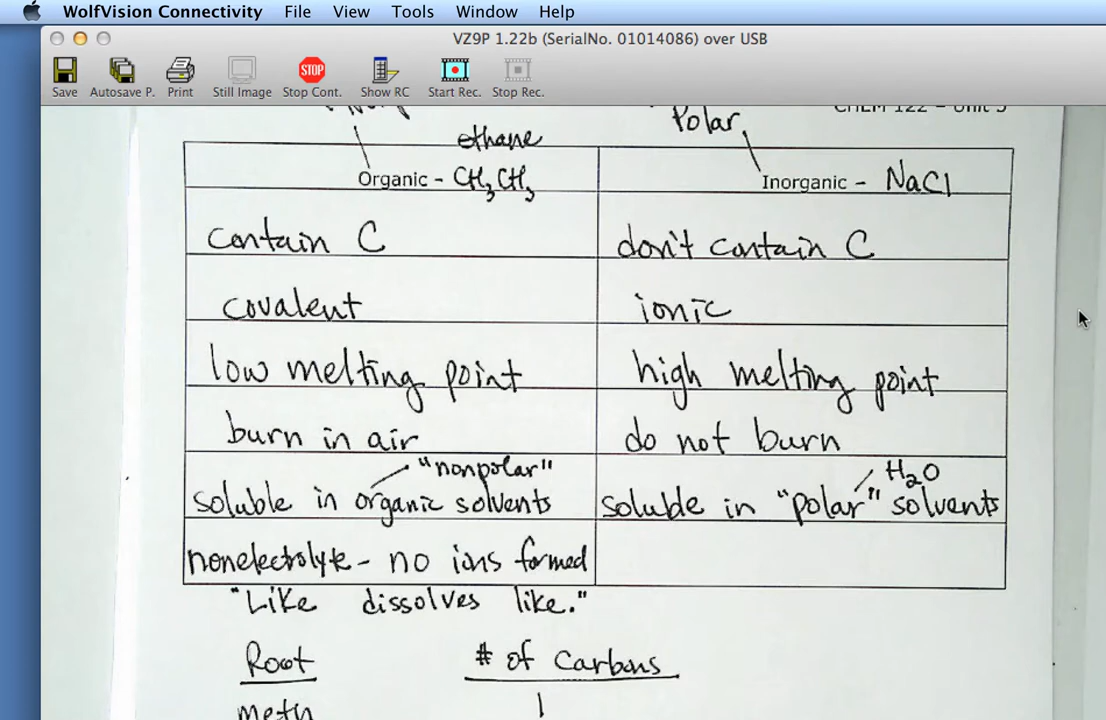 WolfVision Connectivity File View Tools Window Help
VZ9P 1.22b (SerialNo. 01014086) over USB
Save Autosave P. Print Still Image STOP Stop Cont. Show RC Start Rec. Stop Rec.
Polar
ethane
Organic - CH3CH3 Inorganic - NaCl
contain C don't contain C
covalent ionic
low melting point high melting point
burn in air do not burn
"nonpolar" H2O
soluble in organic solvents soluble in "polar" solvents
nonelectrolyte - no ions formed
"Like dissolves like."
Root # of Carbons
meth 1